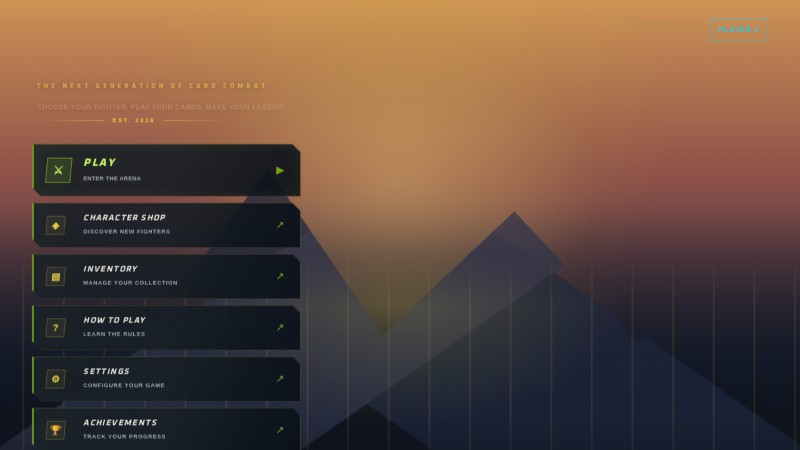 PLAYER 1
THE NEXT GENERATION OF CARD COMBAT
CHOOSE YOUR FIGHTER. PLAY YOUR CARDS. MAKE YOUR LEGEND.
EST. 2026
PLAY
ENTER THE ARENA
CHARACTER SHOP
DISCOVER NEW FIGHTERS
INVENTORY
MANAGE YOUR COLLECTION
HOW TO PLAY
LEARN THE RULES
SETTINGS
CONFIGURE YOUR GAME
ACHIEVEMENTS
TRACK YOUR PROGRESS